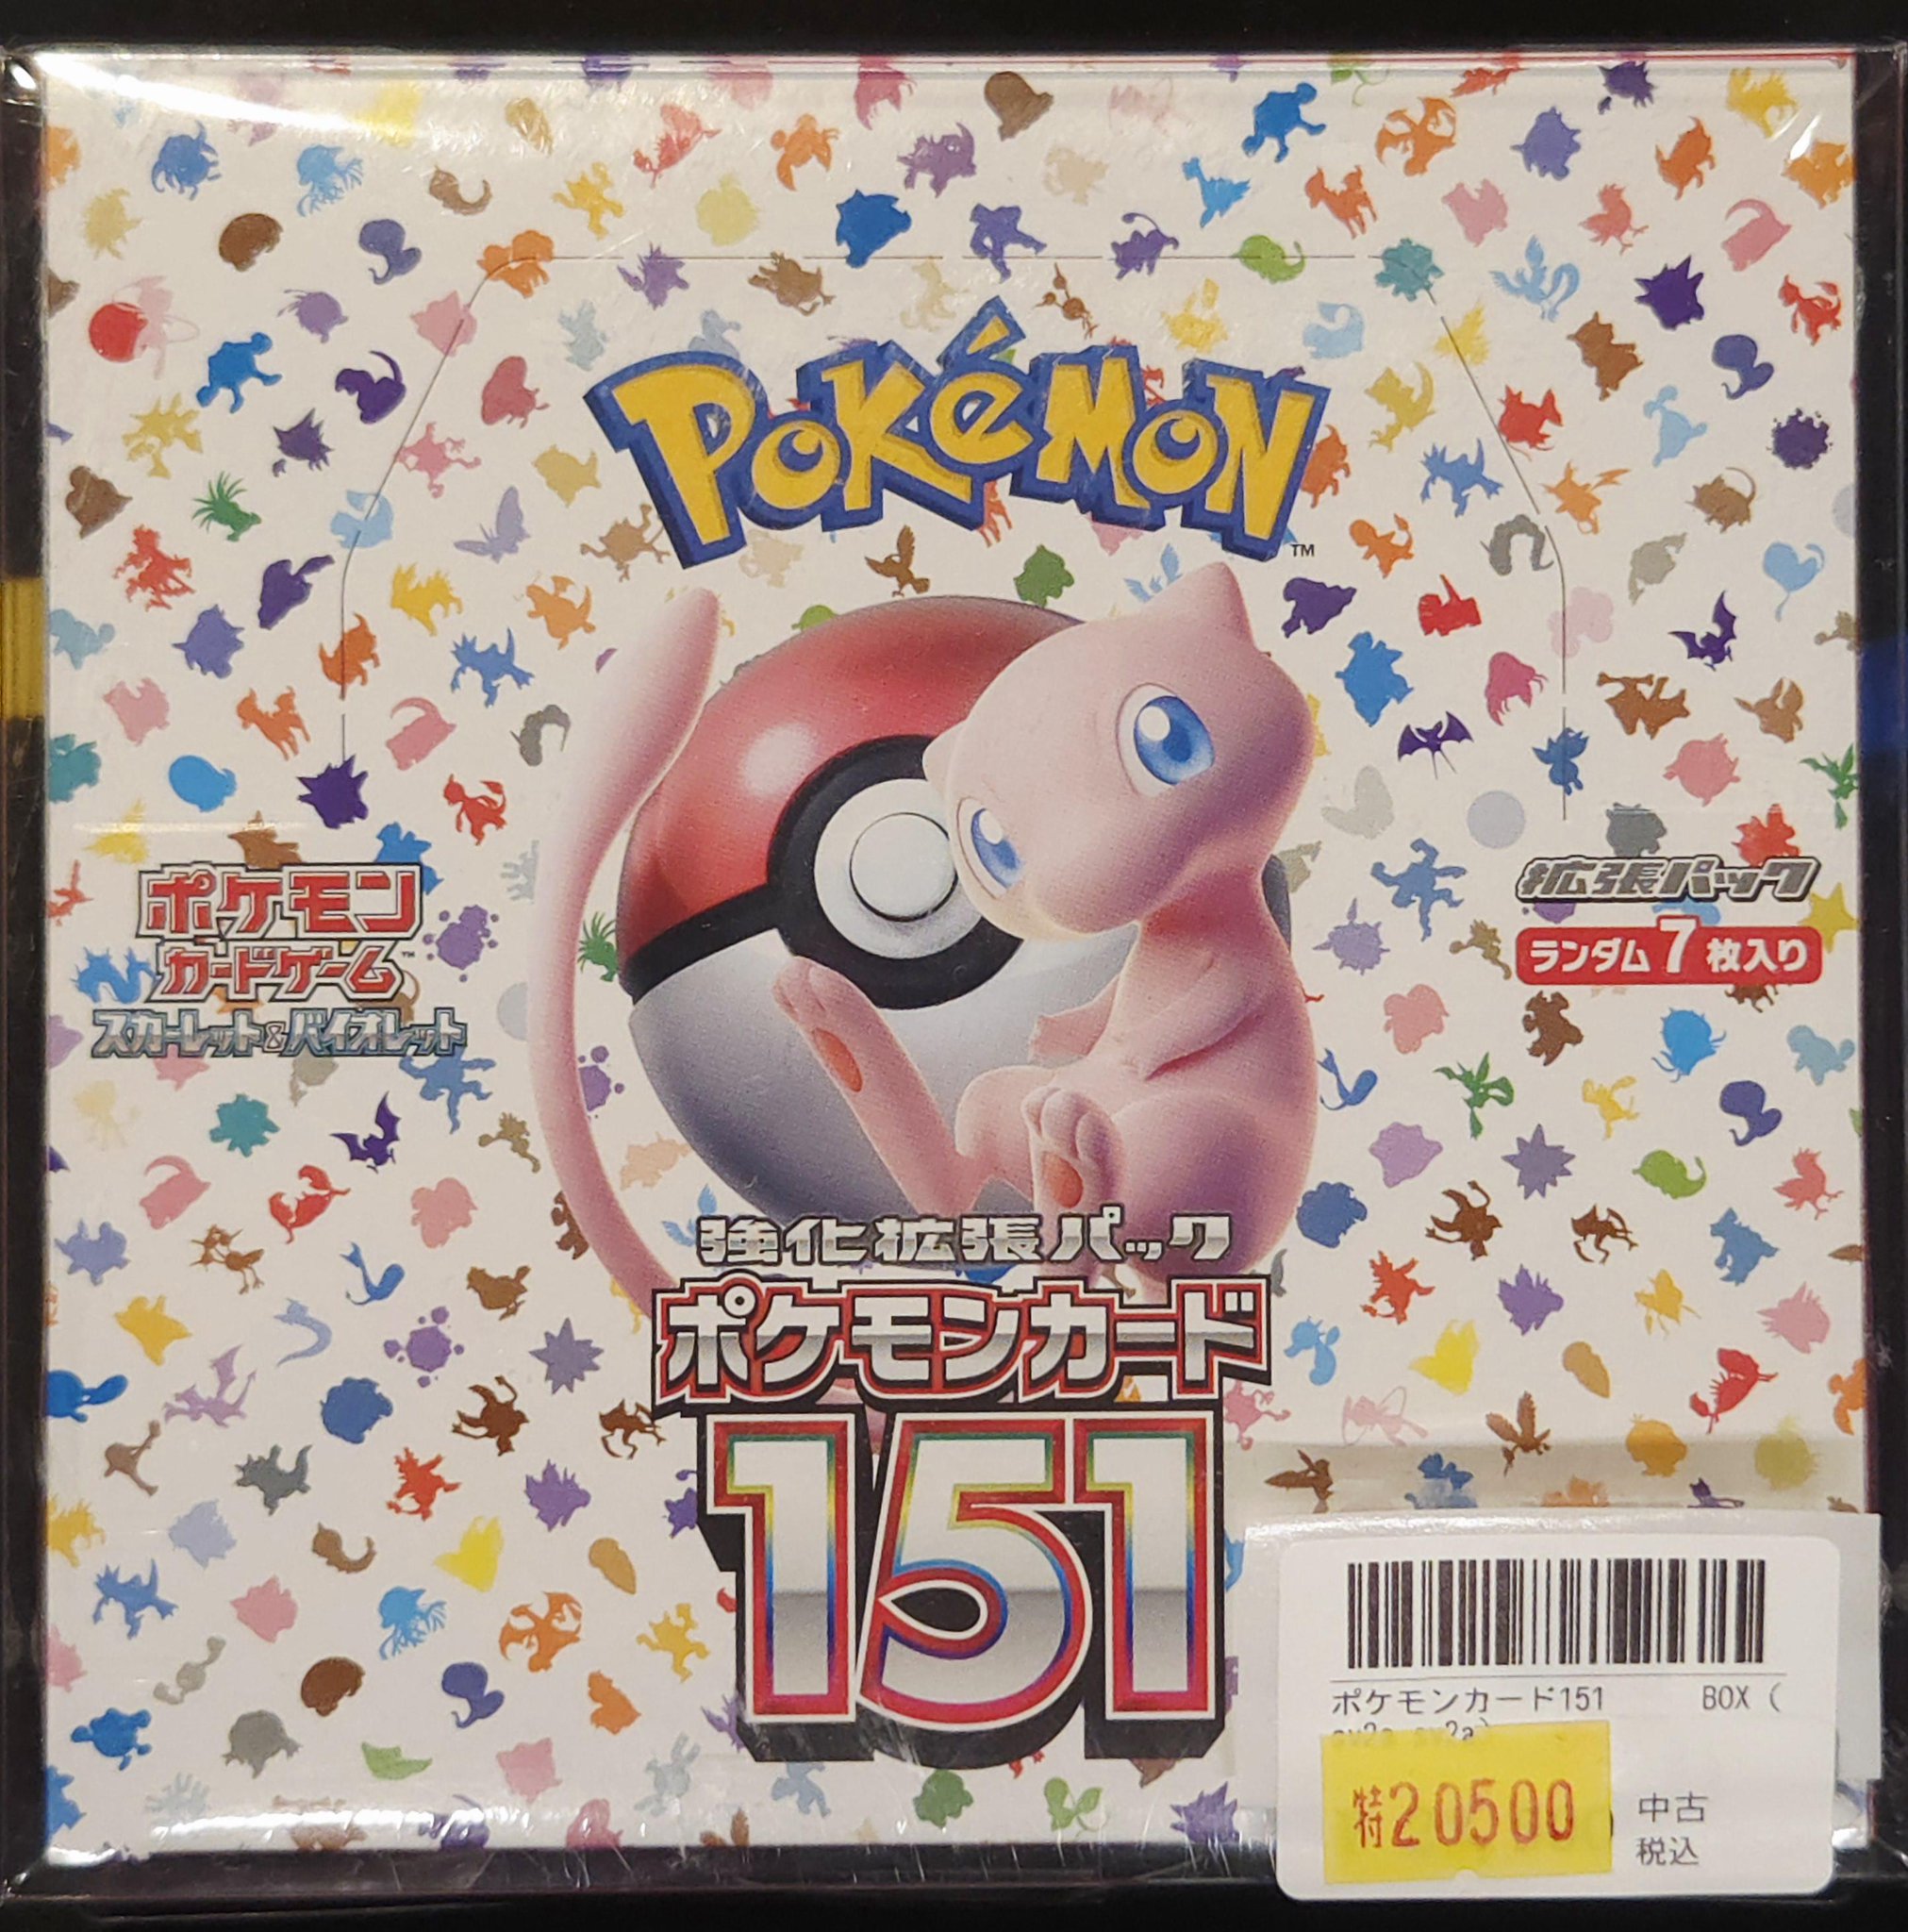 POKéMON
TM
ポケモン
カードゲーム™
スカーレット&バイオレット
拡張パック
ランダム7枚入り
強化拡張パック
ポケモンカード
151
ポケモンカード151 BOX (
特20500
中古
税込